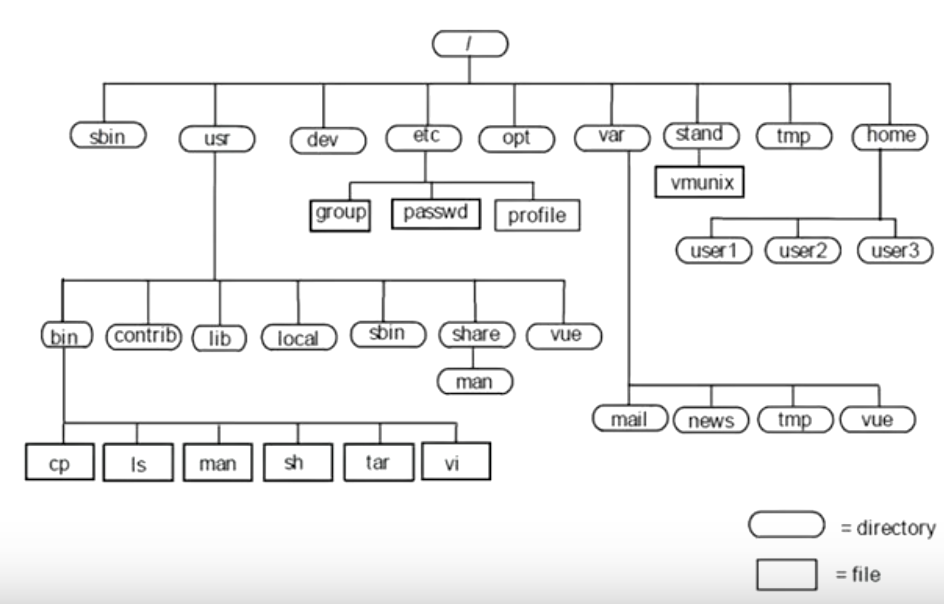 /
sbin usr dev etc opt var stand tmp home
vmunix
group passwd profile
user1 user2 user3
bin contrib lib local sbin share vue
man
mail news tmp vue
cp ls man sh tar vi
= directory
= file